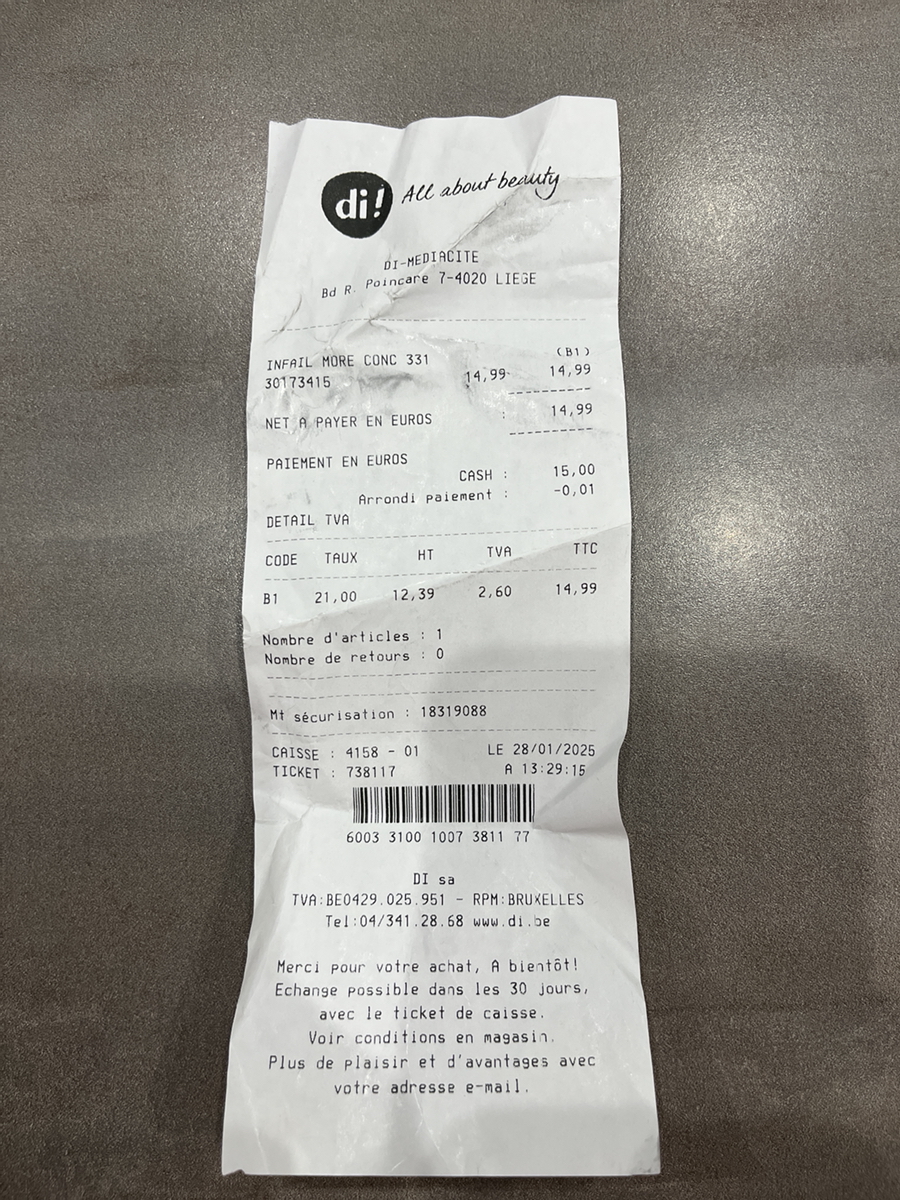 di! All about beauty
DI-MEDIACITE
Bd R. Poincare 7-4020 LIEGE
(B1)
INFAIL MORE CONC 331
30173415 14,99 14,99
NET A PAYER EN EUROS : 14,99
PAIEMENT EN EUROS
CASH : 15,00
Arrondi paiement : -0,01
DETAIL TVA
CODE TAUX HT TVA TTC
B1 21,00 12,39 2,60 14,99
Nombre d'articles : 1
Nombre de retours : 0
Mt sécurisation : 18319088
CAISSE : 4158 - 01 LE 28/01/2025
TICKET : 738117 A 13:29:15
6003 3100 1007 3811 77
DI sa
TVA:BE0429.025.951 - RPM:BRUXELLES
Tel:04/341.28.68 www.di.be
Merci pour votre achat, A bientôt!
Echange possible dans les 30 jours,
avec le ticket de caisse.
Voir conditions en magasin.
Plus de plaisir et d'avantages avec
votre adresse e-mail.